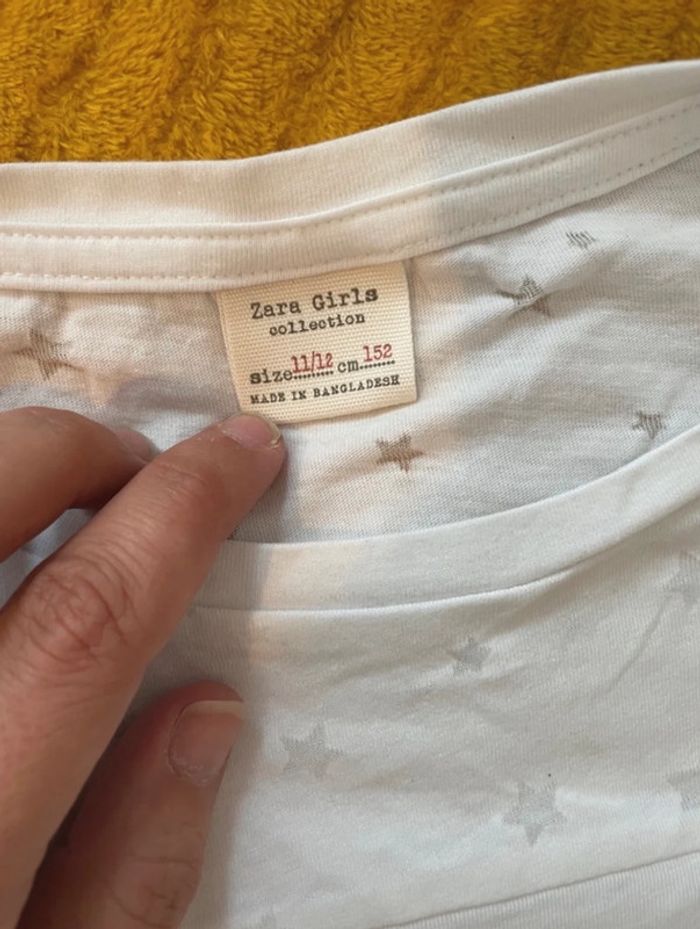 Zara Girls
collection
size 11/12 cm 152
MADE IN BANGLADESH